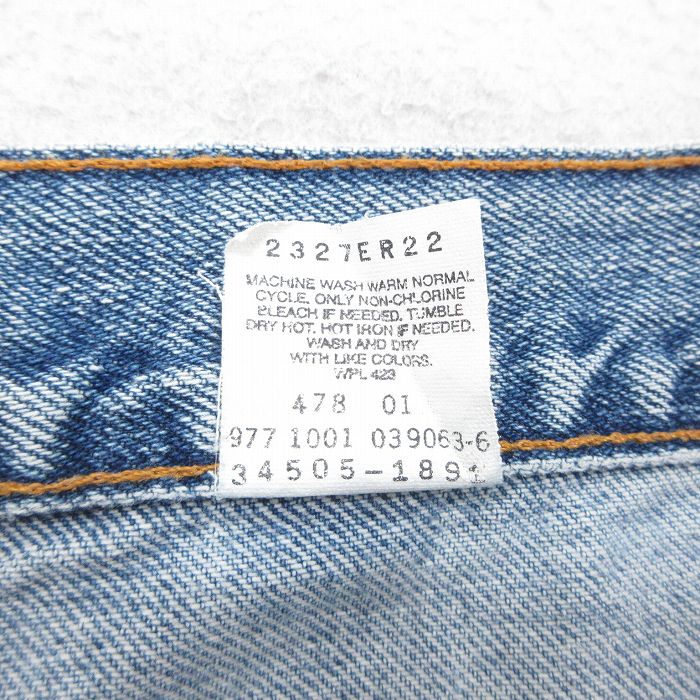 2327ER22
MACHINE WASH WARM NORMAL
CYCLE. ONLY NON-CHLORINE
BLEACH IF NEEDED. TUMBLE
DRY HOT. HOT IRON IF NEEDED.
WASH AND DRY
WITH LIKE COLORS.
WPL 423
478 01
977 1001 039063-6
34505-1891